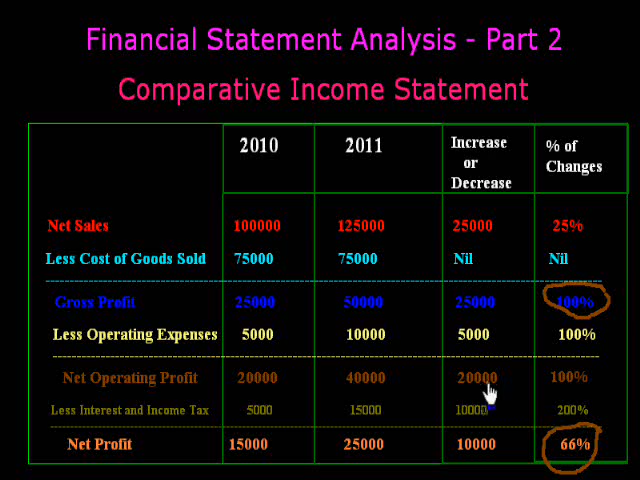 Financial Statement Analysis - Part 2
Comparative Income Statement
2010 2011 Increase or Decrease % of Changes
Net Sales 100000 125000 25000 25%
Less Cost of Goods Sold 75000 75000 Nil Nil
Gross Profit 25000 50000 25000 100%
Less Operating Expenses 5000 10000 5000 100%
Net Operating Profit 20000 40000 20000 100%
Less Interest and Income Tax 5000 15000 10000 200%
Net Profit 15000 25000 10000 66%